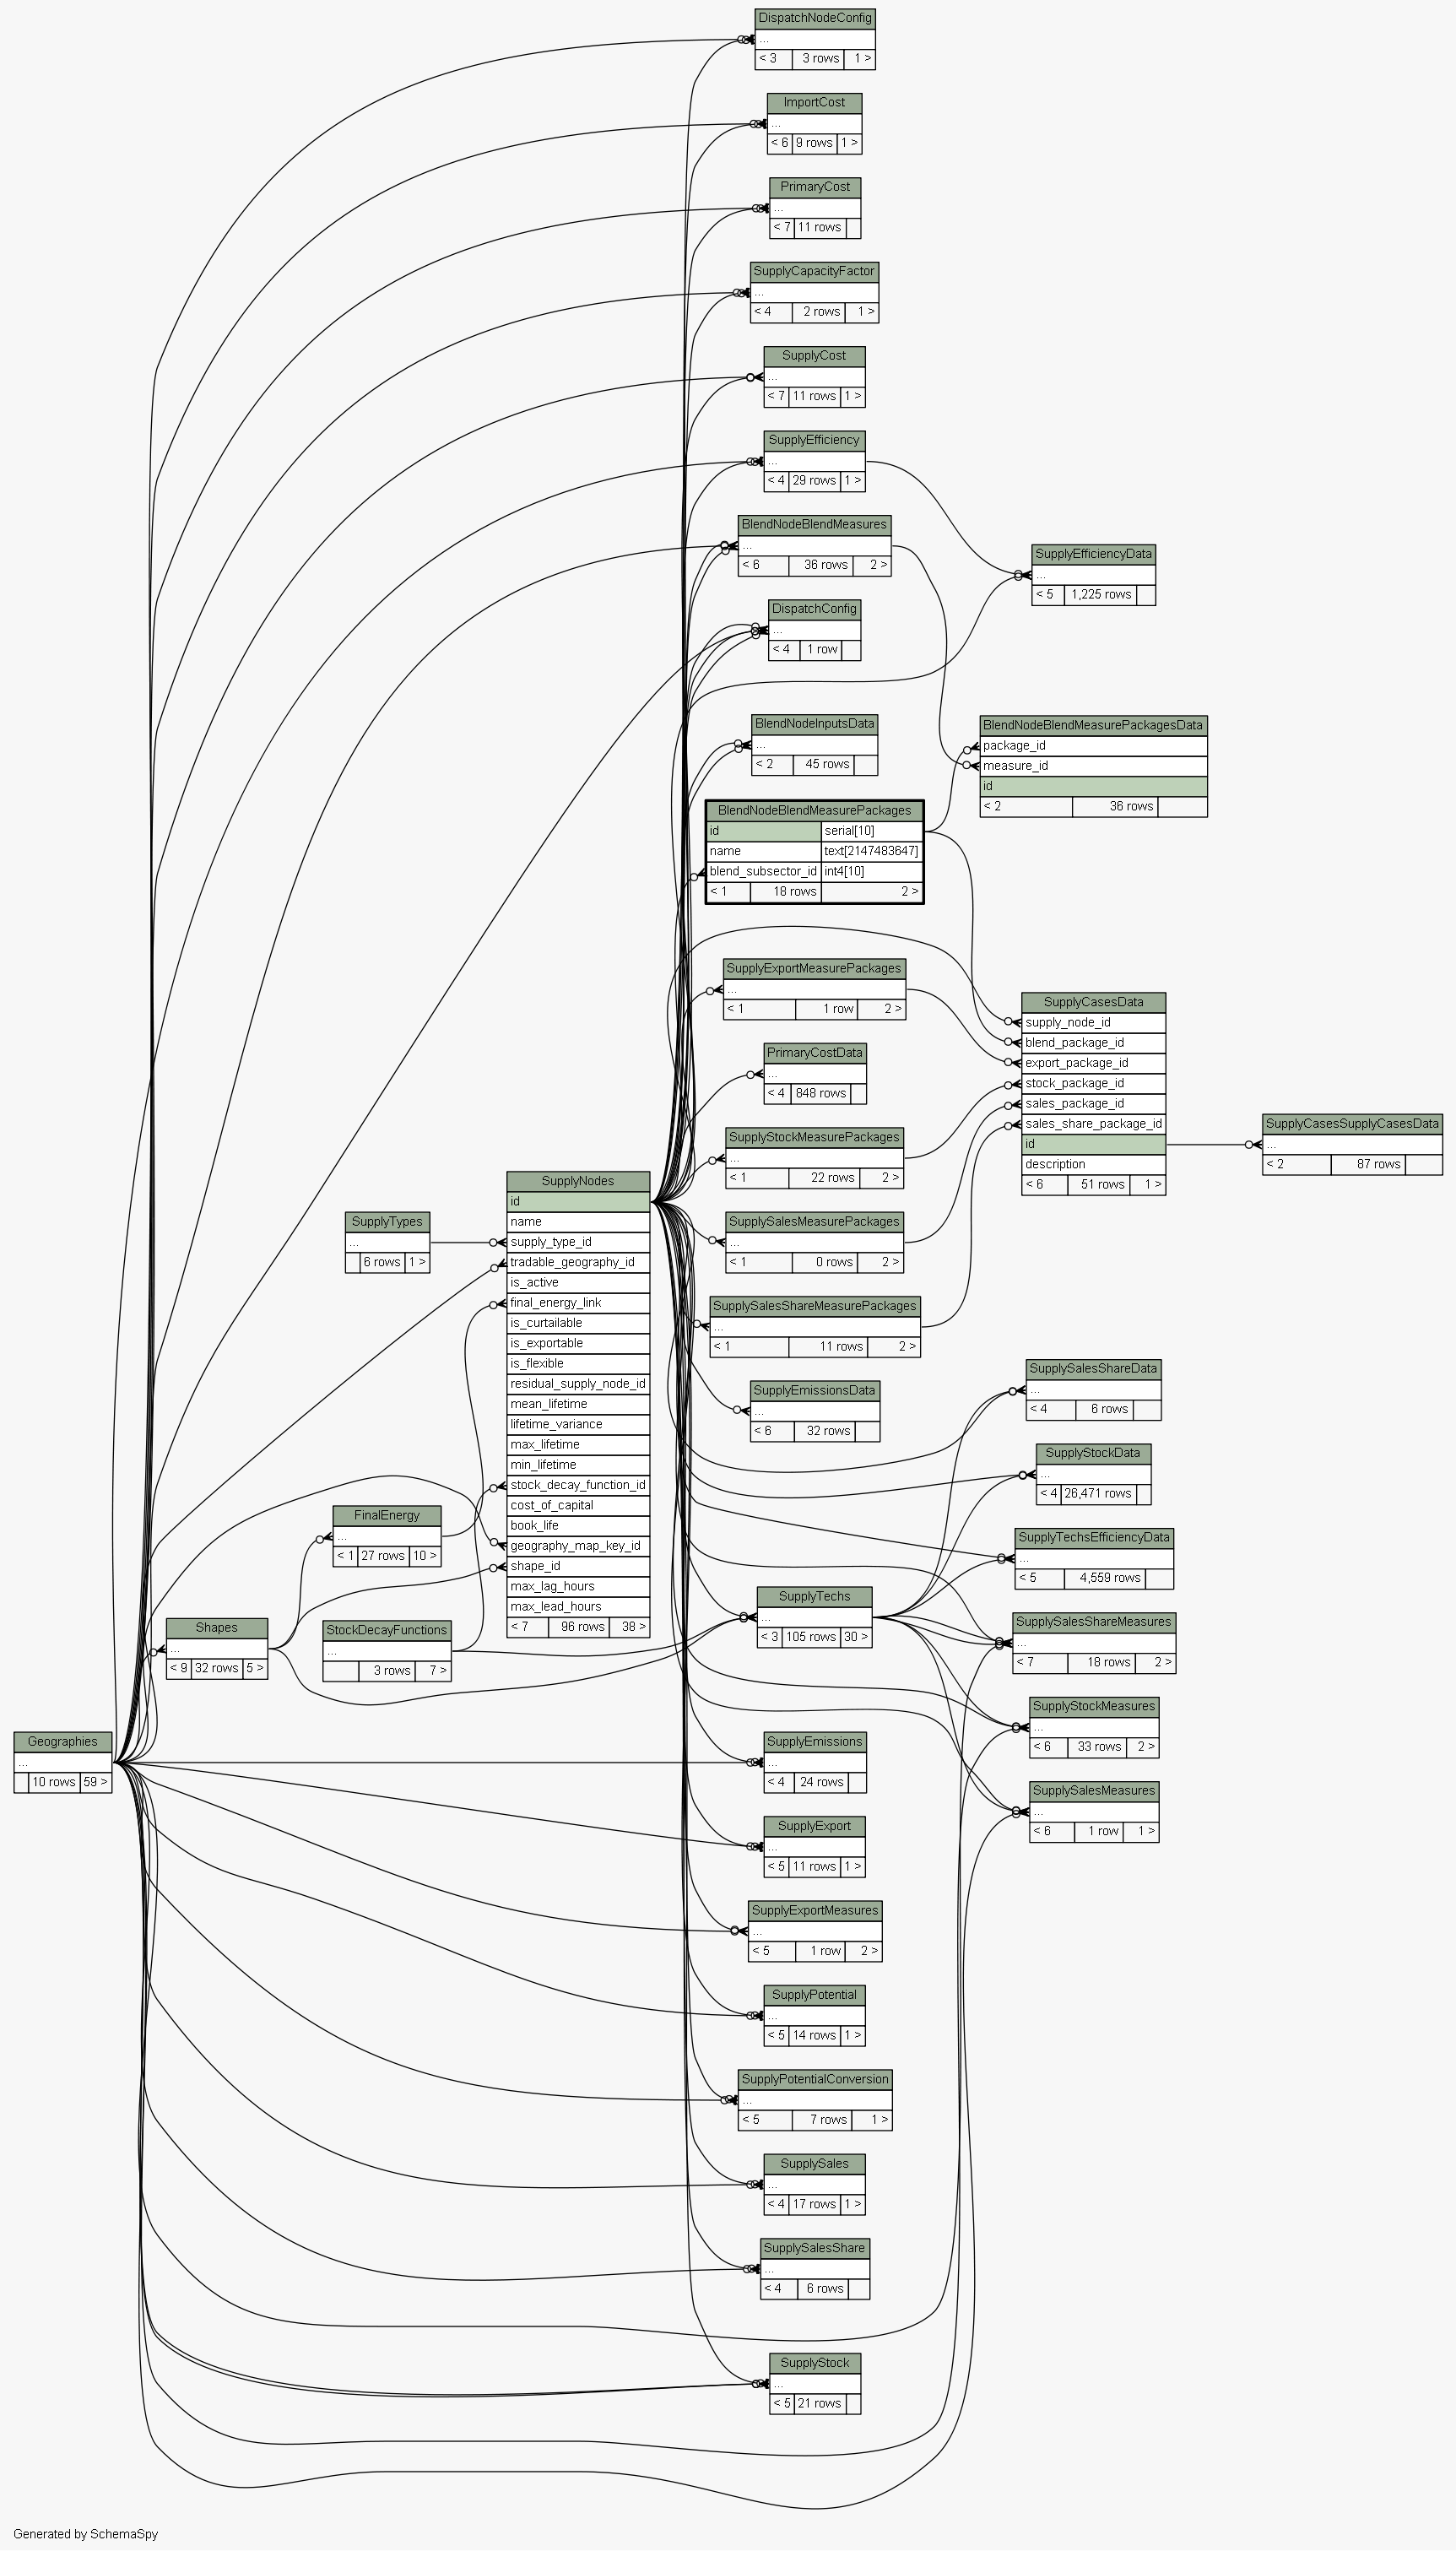 DispatchNodeConfig
...
< 3 3 rows 1 >
ImportCost
...
< 6 9 rows 1 >
PrimaryCost
...
< 7 11 rows
SupplyCapacityFactor
...
< 4 2 rows 1 >
SupplyCost
...
< 7 11 rows 1 >
SupplyEfficiency
...
< 4 29 rows 1 >
BlendNodeBlendMeasures
...
< 6 36 rows 2 >
SupplyEfficiencyData
...
< 5 1,225 rows
DispatchConfig
...
< 4 1 row
BlendNodeInputsData
...
< 2 45 rows
BlendNodeBlendMeasurePackagesData
package_id
measure_id
id
< 2 36 rows
BlendNodeBlendMeasurePackages
id serial[10]
name text[2147483647]
blend_subsector_id int4[10]
< 1 18 rows 2 >
SupplyExportMeasurePackages
...
< 1 1 row 2 >
SupplyCasesData
supply_node_id
blend_package_id
export_package_id
stock_package_id
sales_package_id
sales_share_package_id
id
description
< 6 51 rows 1 >
PrimaryCostData
...
< 4 848 rows
SupplyCasesSupplyCasesData
...
< 2 87 rows
SupplyStockMeasurePackages
...
< 1 22 rows 2 >
SupplyNodes
id
name
supply_type_id
tradable_geography_id
is_active
final_energy_link
is_curtailable
is_exportable
is_flexible
residual_supply_node_id
mean_lifetime
lifetime_variance
max_lifetime
min_lifetime
stock_decay_function_id
cost_of_capital
book_life
geography_map_key_id
shape_id
max_lag_hours
max_lead_hours
< 7 96 rows 38 >
SupplyTypes
...
6 rows 1 >
SupplySalesMeasurePackages
...
< 1 0 rows 2 >
SupplySalesShareMeasurePackages
...
< 1 11 rows 2 >
SupplySalesShareData
...
< 4 6 rows
SupplyEmissionsData
...
< 6 32 rows
SupplyStockData
...
< 4 26,471 rows
FinalEnergy
...
< 1 27 rows 10 >
SupplyTechsEfficiencyData
...
< 5 4,559 rows
SupplyTechs
...
< 3 105 rows 30 >
SupplySalesShareMeasures
...
< 7 18 rows 2 >
Shapes
...
< 9 32 rows 5 >
StockDecayFunctions
...
3 rows 7 >
SupplyStockMeasures
...
< 6 33 rows 2 >
Geographies
...
10 rows 59 >
SupplyEmissions
...
< 4 24 rows
SupplySalesMeasures
...
< 6 1 row 1 >
SupplyExport
...
< 5 11 rows 1 >
SupplyExportMeasures
...
< 5 1 row 2 >
SupplyPotential
...
< 5 14 rows 1 >
SupplyPotentialConversion
...
< 5 7 rows 1 >
SupplySales
...
< 4 17 rows 1 >
SupplySalesShare
...
< 4 6 rows
SupplyStock
...
< 5 21 rows
Generated by SchemaSpy